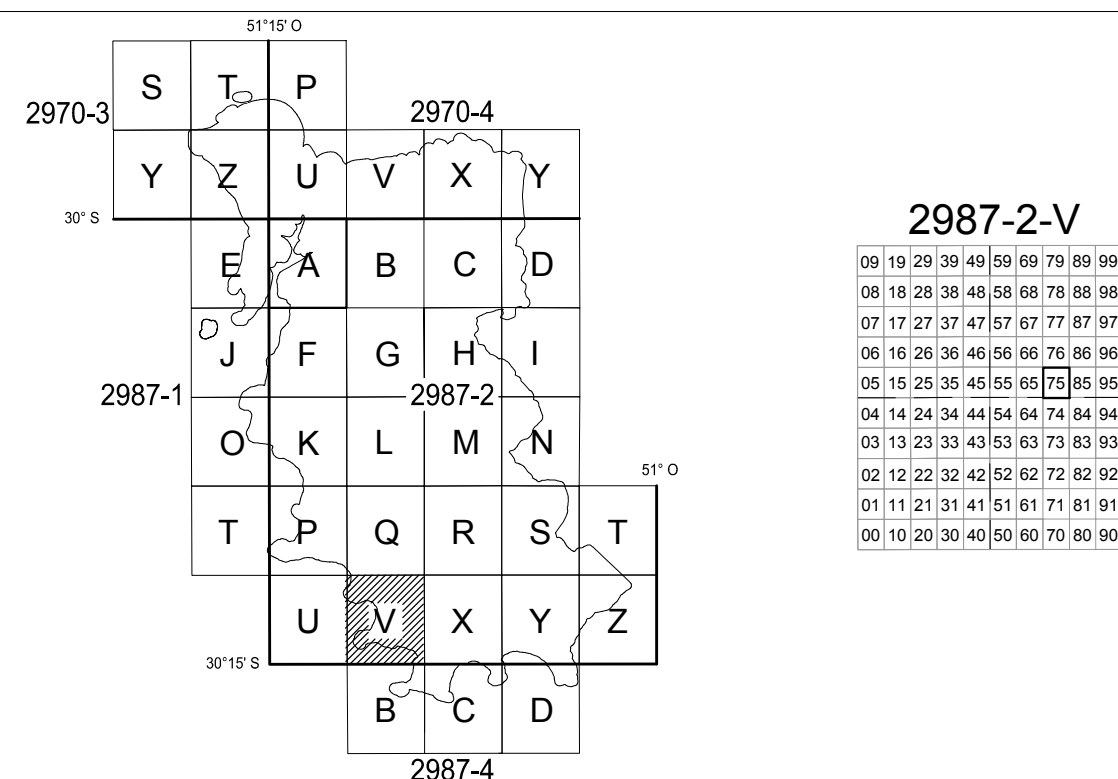 51°15' O
S T P
2970-3 2970-4
Y Z U V X Y
30° S
E A B C D
J F G H I
2987-1 2987-2
O K L M N
51° O
T P Q R S T
U V X Y Z
30°15' S
B C D
2987-4
2987-2-V
09 19 29 39 49 59 69 79 89 99
08 18 28 38 48 58 68 78 88 98
07 17 27 37 47 57 67 77 87 97
06 16 26 36 46 56 66 76 86 96
05 15 25 35 45 55 65 75 85 95
04 14 24 34 44 54 64 74 84 94
03 13 23 33 43 53 63 73 83 93
02 12 22 32 42 52 62 72 82 92
01 11 21 31 41 51 61 71 81 91
00 10 20 30 40 50 60 70 80 90